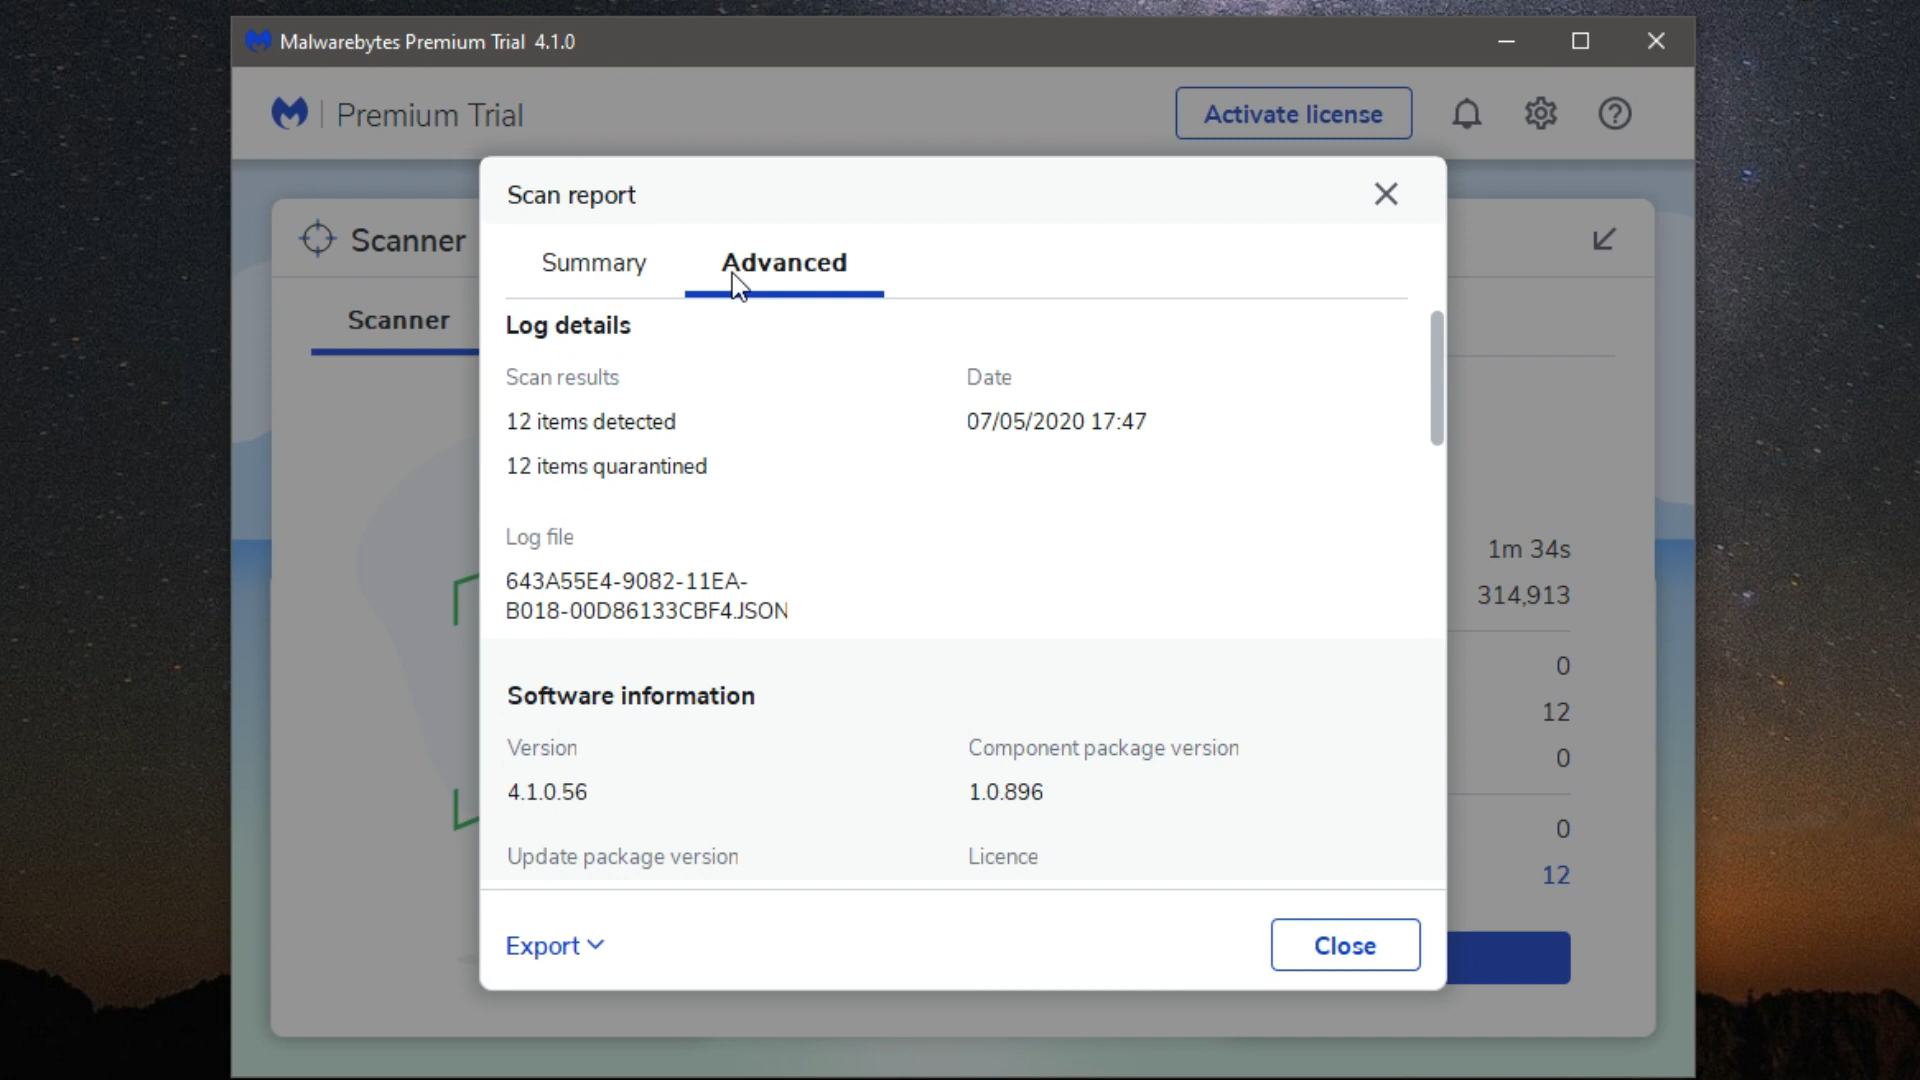 Malwarebytes Premium Trial 4.1.0
Premium Trial
Activate license
Scan report
Scanner
Summary
Advanced
Scanner
Log details
Scan results
Date
12 items detected
07/05/2020 17:47
12 items quarantined
Log file
643A55E4-9082-11EA-
B018-00D86133CBF4.JSON
1m 34s
314,913
0
12
0
0
12
Software information
Version
Component package version
4.1.0.56
1.0.896
Update package version
Licence
Export
Close